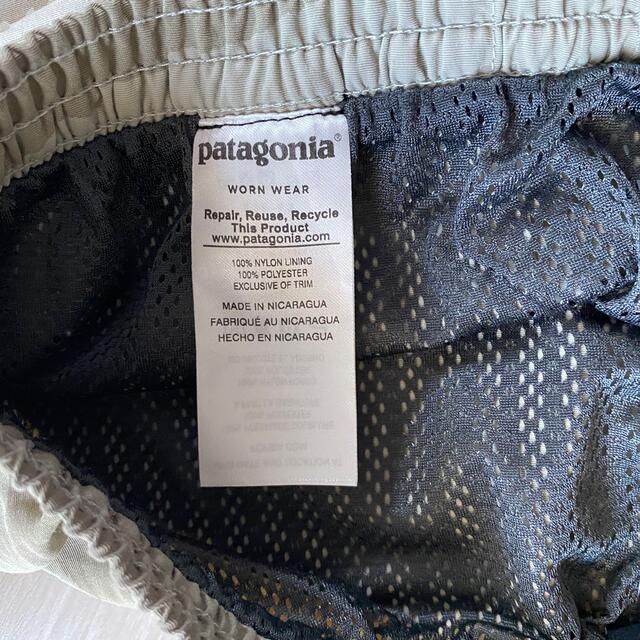 patagonia®
WORN WEAR
Repair, Reuse, Recycle
This Product
www.patagonia.com
100% NYLON LINING
100% POLYESTER
EXCLUSIVE OF TRIM
MADE IN NICARAGUA
FABRIQUÉ AU NICARAGUA
HECHO EN NICARAGUA